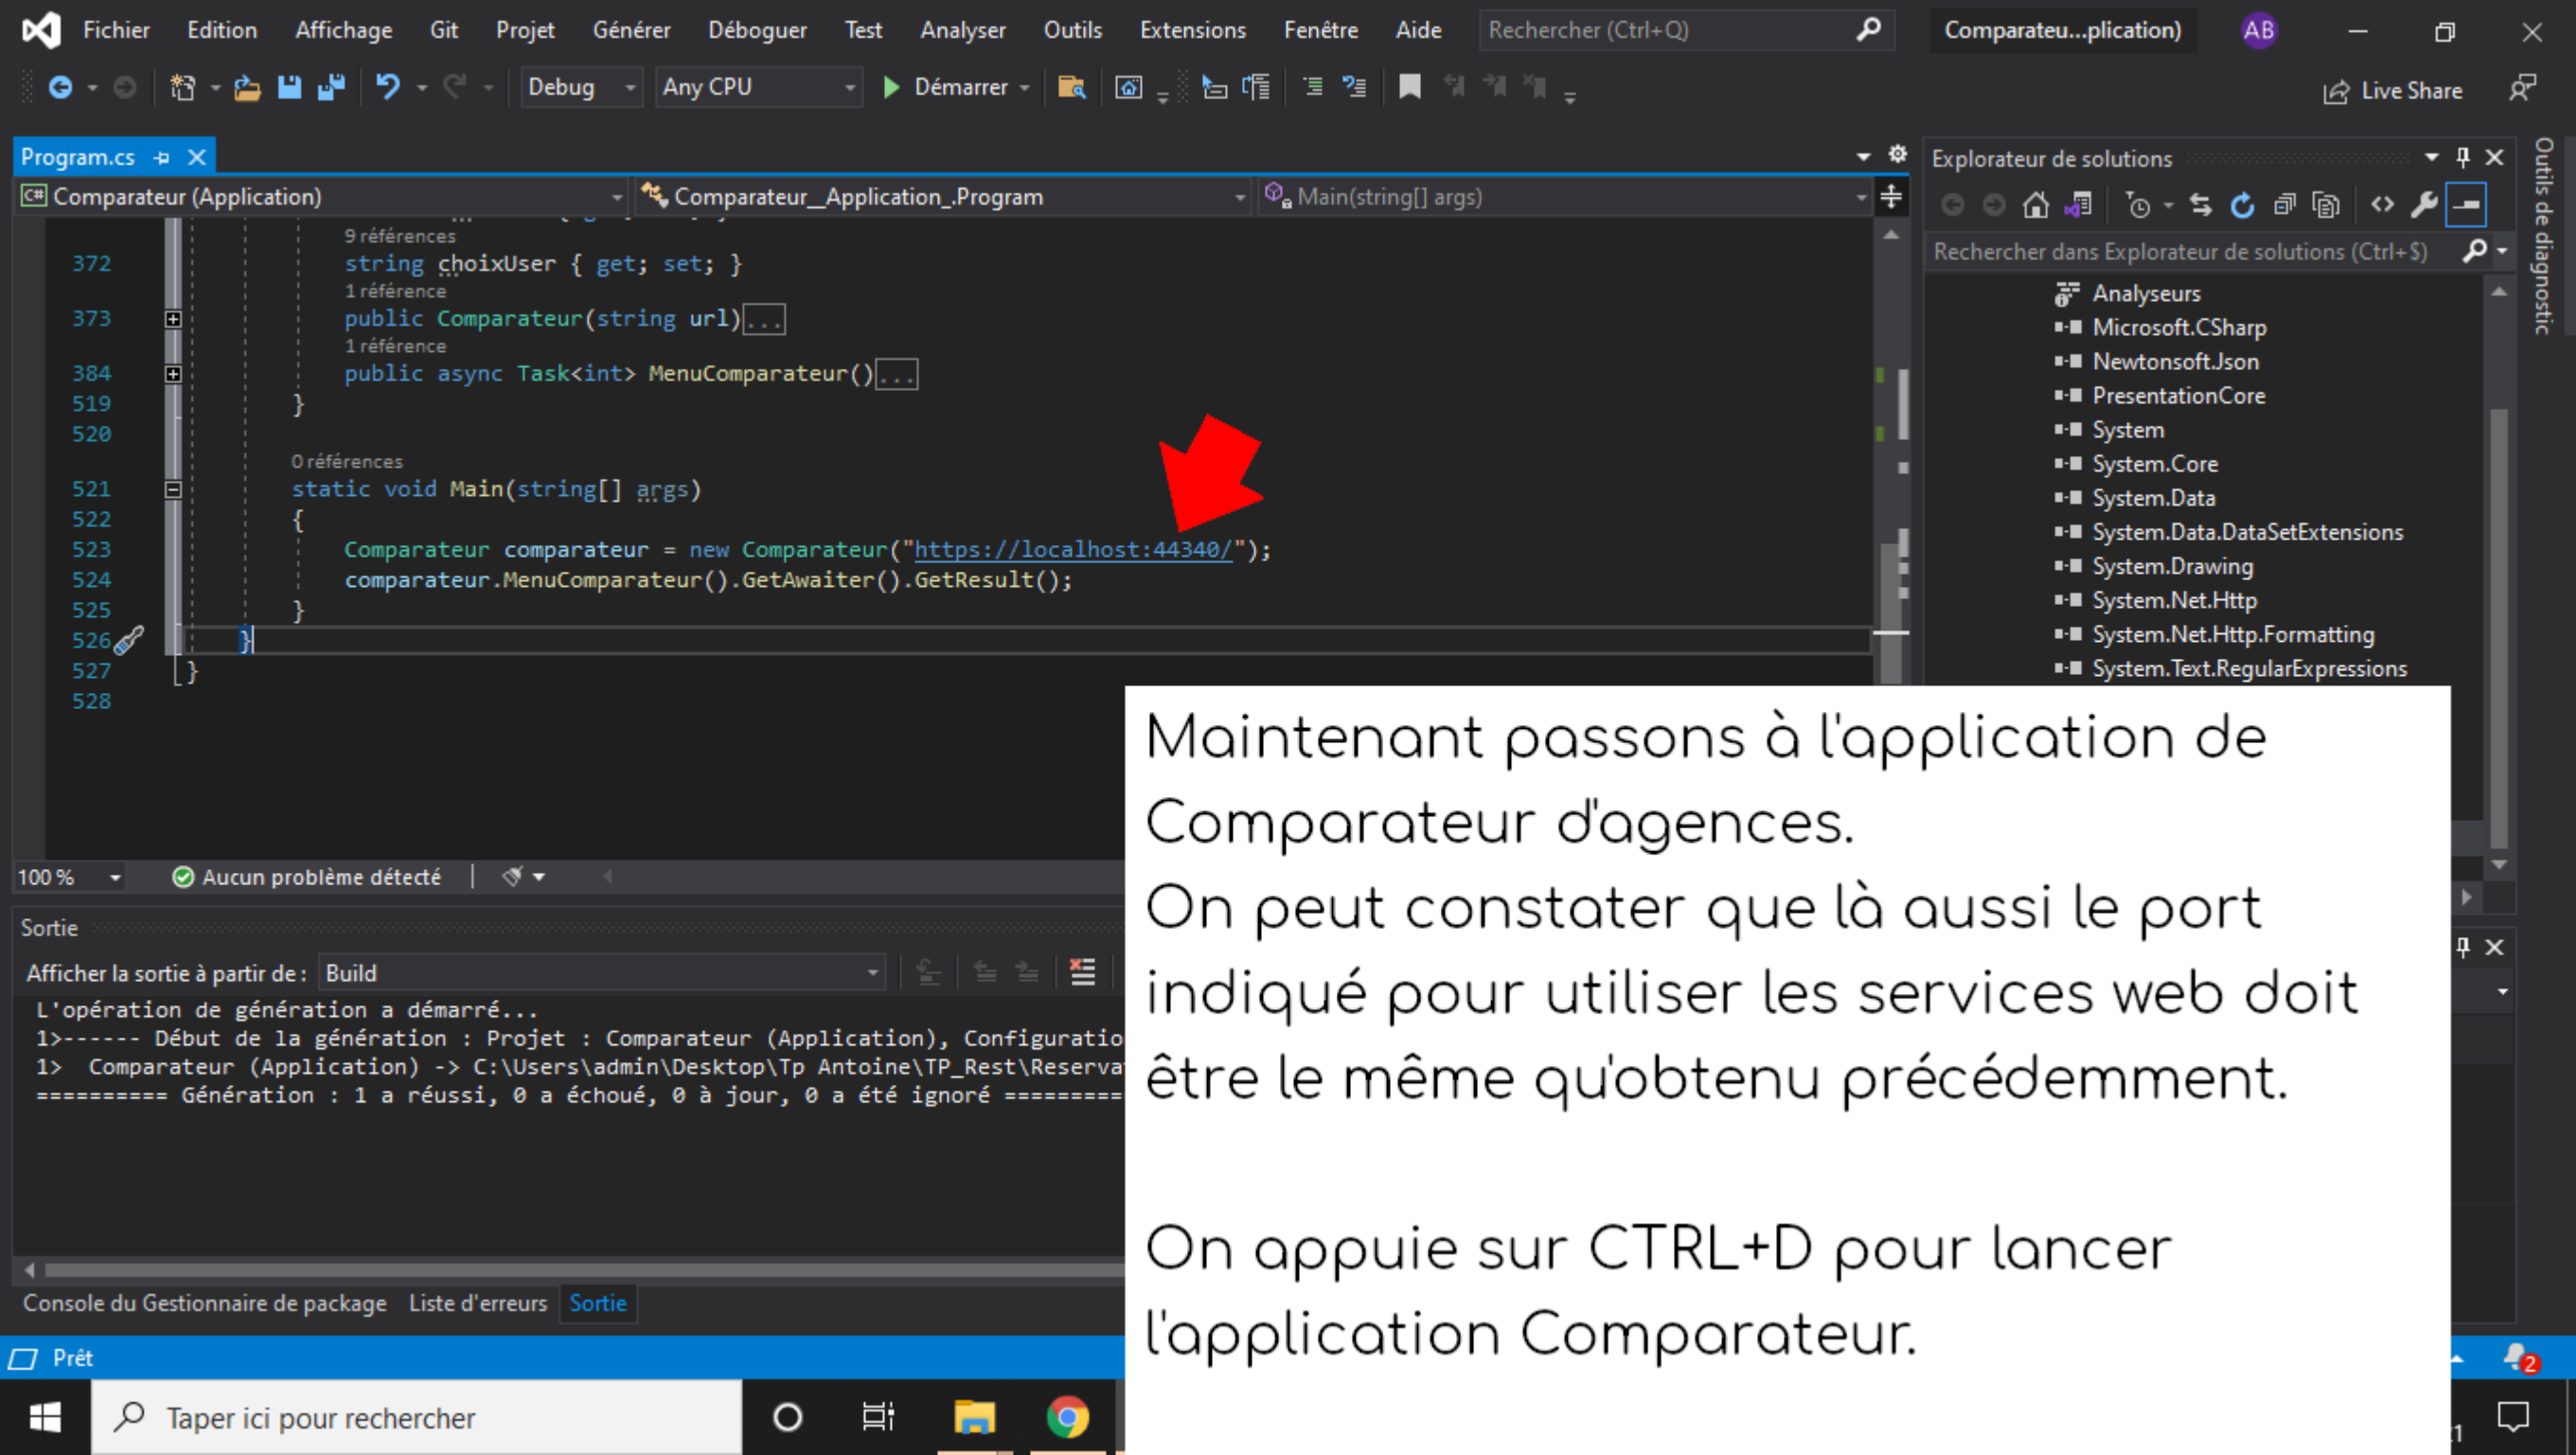 Fichier Edition Affichage Git Projet Générer Déboguer Test Analyser Outils Extensions Fenêtre Aide Rechercher (Ctrl+Q) Comparateu...plication) AB
Debug Any CPU Démarrer Live Share
Program.cs
Comparateur (Application) Comparateur__Application_.Program Main(string[] args)
9 références
372 string choixUser { get; set; }
1 référence
373 public Comparateur(string url)...
1 référence
384 public async Task<int> MenuComparateur()...
519 }
520
0 références
521 static void Main(string[] args)
522 {
523 Comparateur comparateur = new Comparateur("https://localhost:44340/");
524 comparateur.MenuComparateur().GetAwaiter().GetResult();
525 }
526 }
527 }
528
100 % Aucun problème détecté
Sortie
Afficher la sortie à partir de : Build
L'opération de génération a démarré...
1>------ Début de la génération : Projet : Comparateur (Application), Configuratio
1> Comparateur (Application) -> C:\Users\admin\Desktop\Tp Antoine\TP_Rest\Reserva
========== Génération : 1 a réussi, 0 a échoué, 0 à jour, 0 a été ignoré ==========
Console du Gestionnaire de package Liste d'erreurs Sortie
Prêt
Taper ici pour rechercher
Explorateur de solutions
Rechercher dans Explorateur de solutions (Ctrl+$)
Analyseurs
Microsoft.CSharp
Newtonsoft.Json
PresentationCore
System
System.Core
System.Data
System.Data.DataSetExtensions
System.Drawing
System.Net.Http
System.Net.Http.Formatting
System.Text.RegularExpressions
Outils de diagnostic
Maintenant passons à l'application de
Comparateur d'agences.
On peut constater que là aussi le port
indiqué pour utiliser les services web doit
être le même qu'obtenu précédemment.
On appuie sur CTRL+D pour lancer
l'application Comparateur.
2